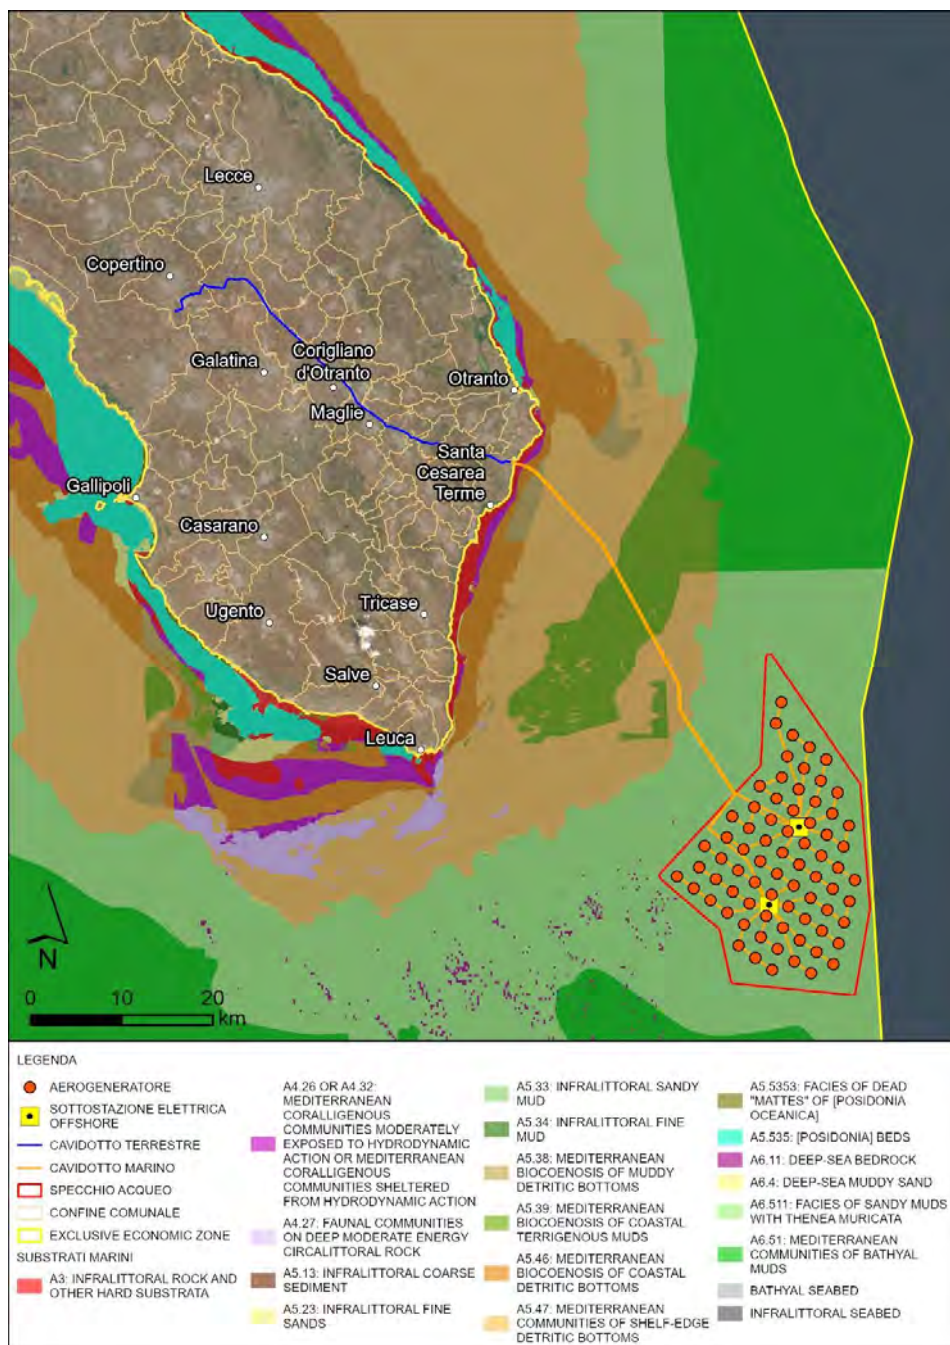 Lecce
Copertino
Galatina
Corigliano
d'Otranto
Maglie
Otranto
Santa
Cesarea
Terme
Gallipoli
Casarano
Ugento
Tricase
Salve
Leuca
N
0 10 20
km
LEGENDA
AEROGENERATORE
SOTTOSTAZIONE ELETTRICA
OFFSHORE
CAVIDOTTO TERRESTRE
CAVIDOTTO MARINO
SPECCHIO ACQUEO
CONFINE COMUNALE
EXCLUSIVE ECONOMIC ZONE
SUBSTRATI MARINI
A3: INFRALITTORAL ROCK AND
OTHER HARD SUBSTRATA
A4.26 OR A4.32:
MEDITERRANEAN
CORALLIGENOUS
COMMUNITIES MODERATELY
EXPOSED TO HYDRODYNAMIC
ACTION OR MEDITERRANEAN
CORALLIGENOUS
COMMUNITIES SHELTERED
FROM HYDRODYNAMIC ACTION
A4.27: FAUNAL COMMUNITIES
ON DEEP MODERATE ENERGY
CIRCALITTORAL ROCK
A5.13: INFRALITTORAL COARSE
SEDIMENT
A5.23: INFRALITTORAL FINE
SANDS
A5.33: INFRALITTORAL SANDY
MUD
A5.34: INFRALITTORAL FINE
MUD
A5.38: MEDITERRANEAN
BIOCOENOSIS OF MUDDY
DETRITIC BOTTOMS
A5.39: MEDITERRANEAN
BIOCOENOSIS OF COASTAL
TERRIGENOUS MUDS
A5.46: MEDITERRANEAN
BIOCOENOSIS OF COASTAL
DETRITIC BOTTOMS
A5.47: MEDITERRANEAN
COMMUNITIES OF SHELF-EDGE
DETRITIC BOTTOMS
A5.5353: FACIES OF DEAD
"MATTES" OF [POSIDONIA
OCEANICA]
A5.535: [POSIDONIA] BEDS
A6.11: DEEP-SEA BEDROCK
A6.4: DEEP-SEA MUDDY SAND
A6.511: FACIES OF SANDY MUDS
WITH THENEA MURICATA
A6.51: MEDITERRANEAN
COMMUNITIES OF BATHYAL
MUDS
BATHYAL SEABED
INFRALITTORAL SEABED